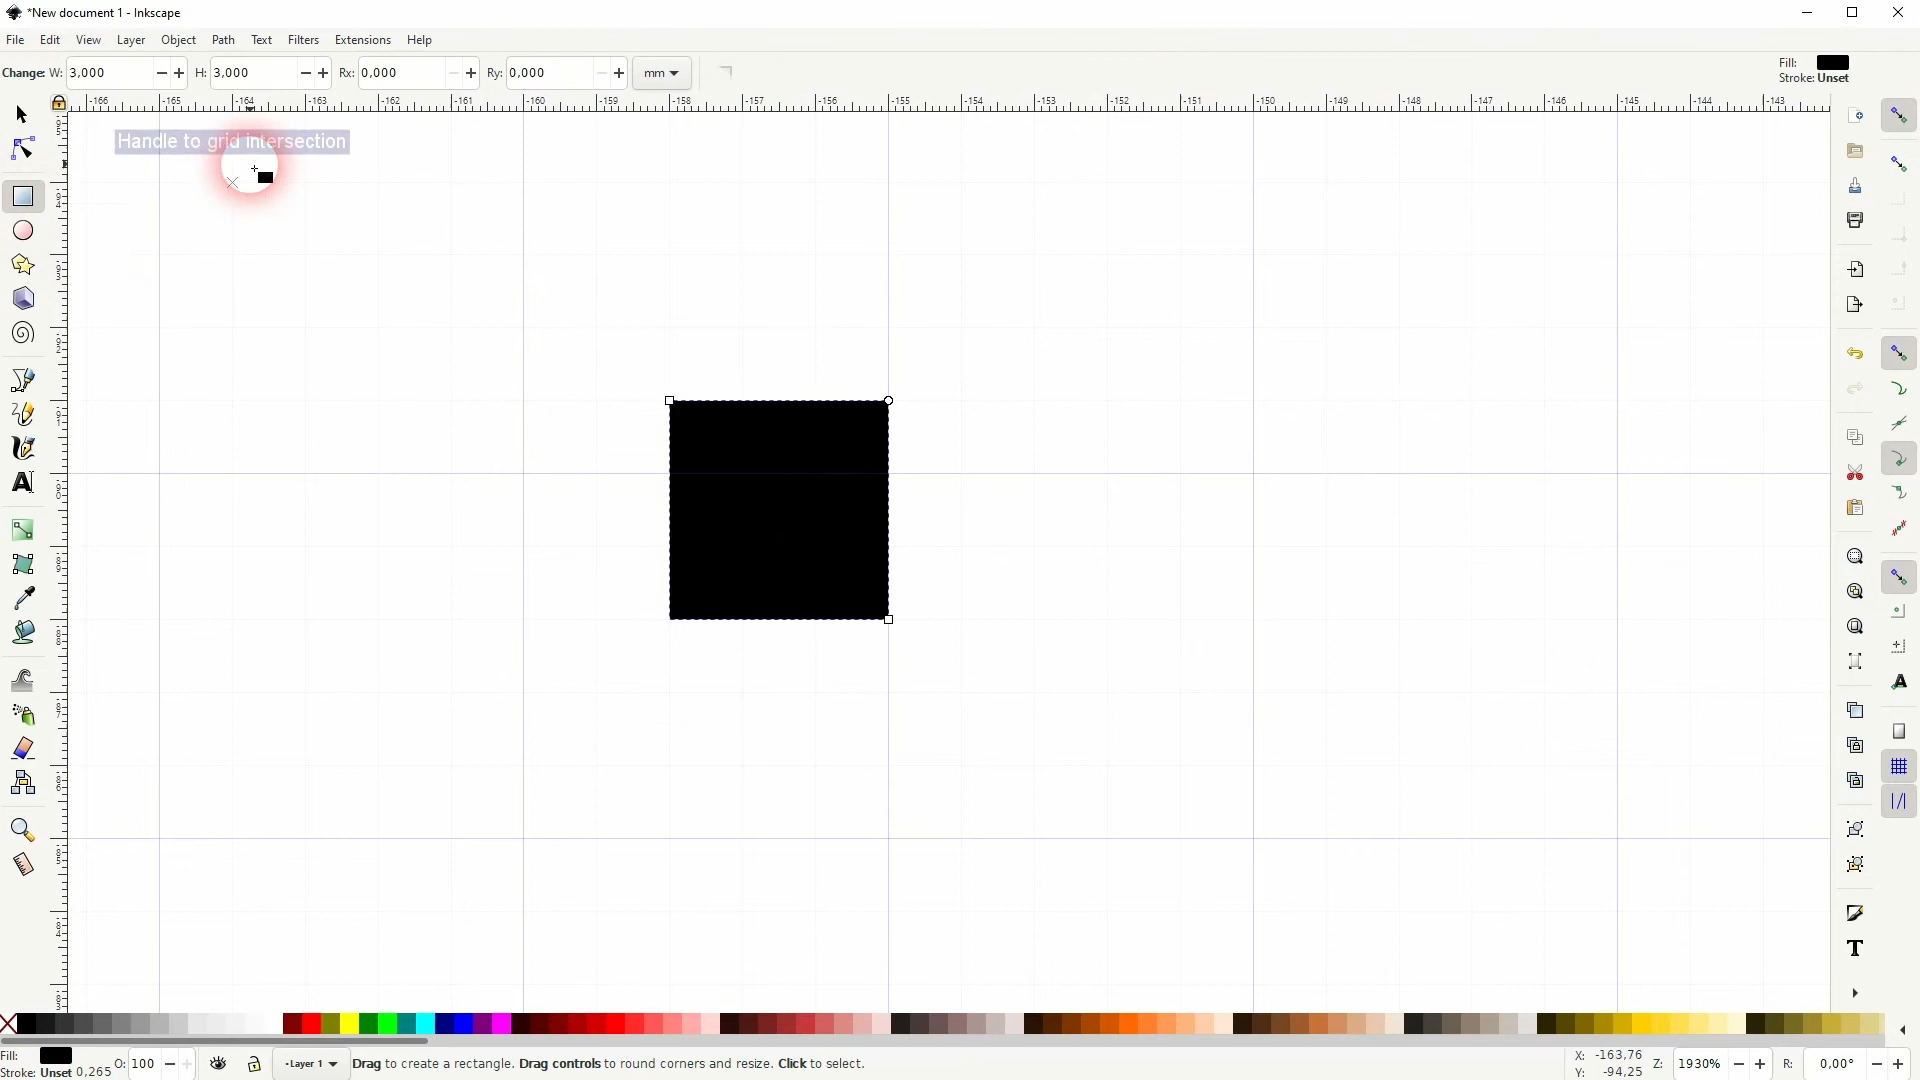 *New document 1 - Inkscape
File Edit View Layer Object Path Text Filters Extensions Help
Change: W: 3,000 H: 3,000 Rx: 0,000 Ry: 0,000 mm
Fill:
Stroke: Unset
-166 -165 -164 -163 -162 -161 -160 -159 -158 -157 -156 -155 -154 -153 -152 -151 -150 -149 -148 -147 -146 -145 -144 -143
Handle to grid intersection
Fill:
Stroke: Unset 0,265
O: 100
Layer 1
Drag to create a rectangle. Drag controls to round corners and resize. Click to select.
X: -163,76
Y: -94,25
Z: 1930%
R: 0,00°